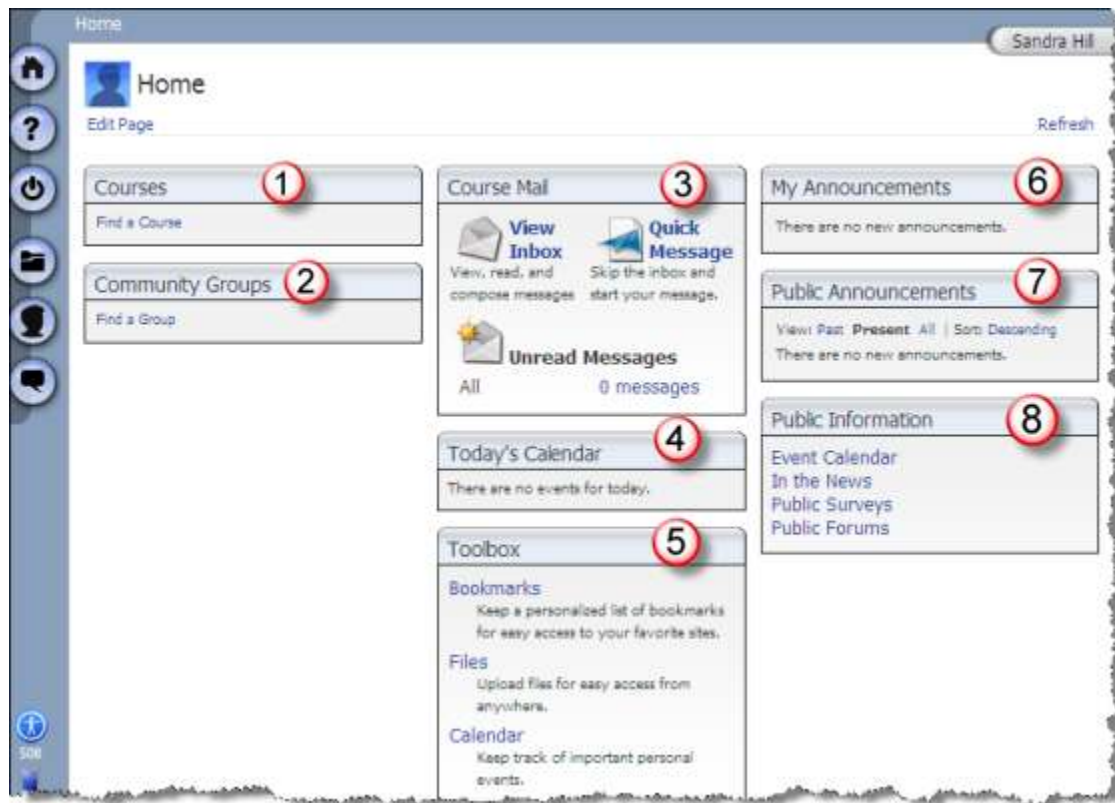 Home
Sandra Hill
Home
Edit Page
Refresh
Courses
1
Find a Course
Community Groups
2
Find a Group
Course Mail
3
View
Inbox
View, read, and
compose messages
Quick
Message
Skip the inbox and
start your message.
Unread Messages
All 0 messages
Today's Calendar
4
There are no events for today.
Toolbox
5
Bookmarks
Keep a personalized list of bookmarks
for easy access to your favorite sites.
Files
Upload files for easy access from
anywhere.
Calendar
Keep track of important personal
events.
My Announcements
6
There are no new announcements.
Public Announcements
7
View: Past Present All | Sort: Descending
There are no new announcements.
Public Information
8
Event Calendar
In the News
Public Surveys
Public Forums
?
508